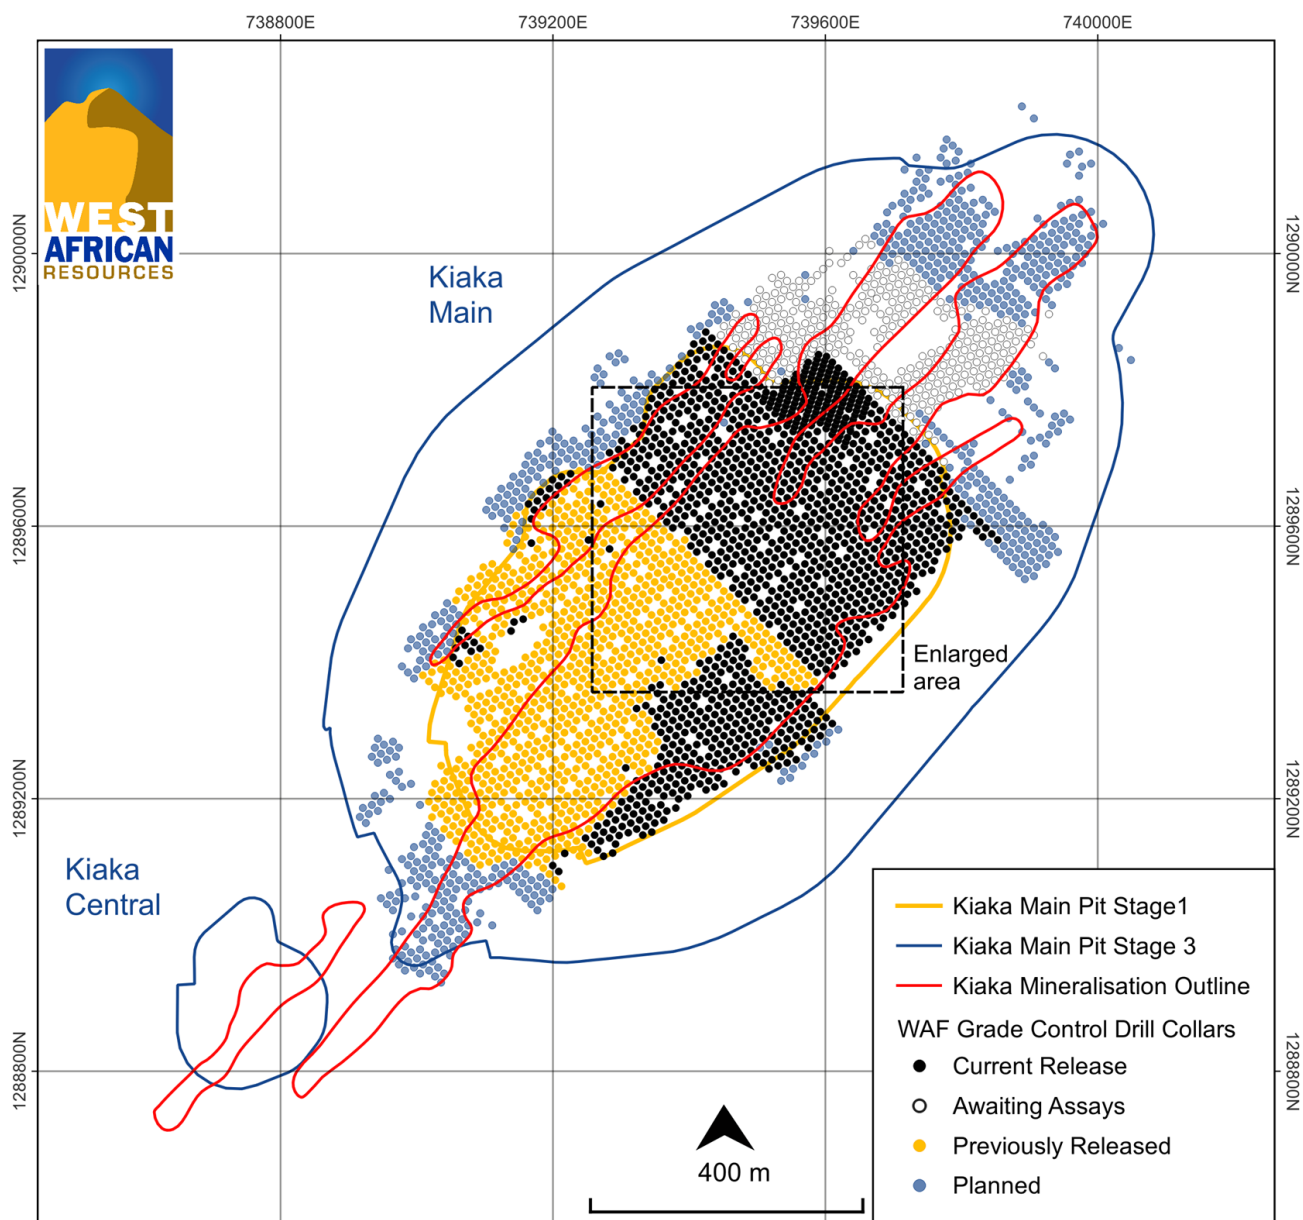 738800E
739200E
739600E
740000E
WEST
AFRICAN
RESOURCES
1290000N
1290000N
Kiaka
Main
1289600N
1289600N
Enlarged
area
1289200N
1289200N
Kiaka
Central
Kiaka Main Pit Stage1
Kiaka Main Pit Stage 3
Kiaka Mineralisation Outline
WAF Grade Control Drill Collars
Current Release
Awaiting Assays
Previously Released
Planned
1288800N
1288800N
400 m